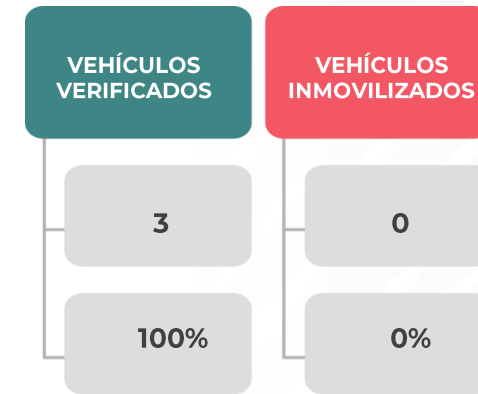 VEHÍCULOS
VERIFICADOS
3
100%
VEHÍCULOS
INMOVILIZADOS
0
0%